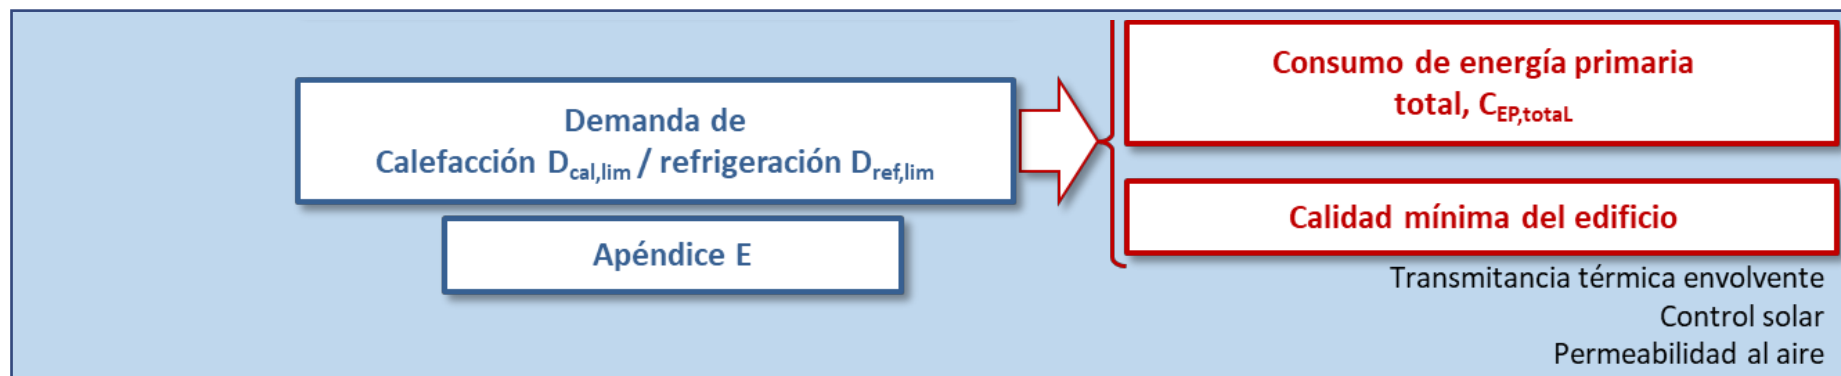 Demanda de
Calefacción Dcal,lim / refrigeración Dref,lim
Apéndice E
Consumo de energía primaria
total, CEP,totaL
Calidad mínima del edificio
Transmitancia térmica envolvente
Control solar
Permeabilidad al aire